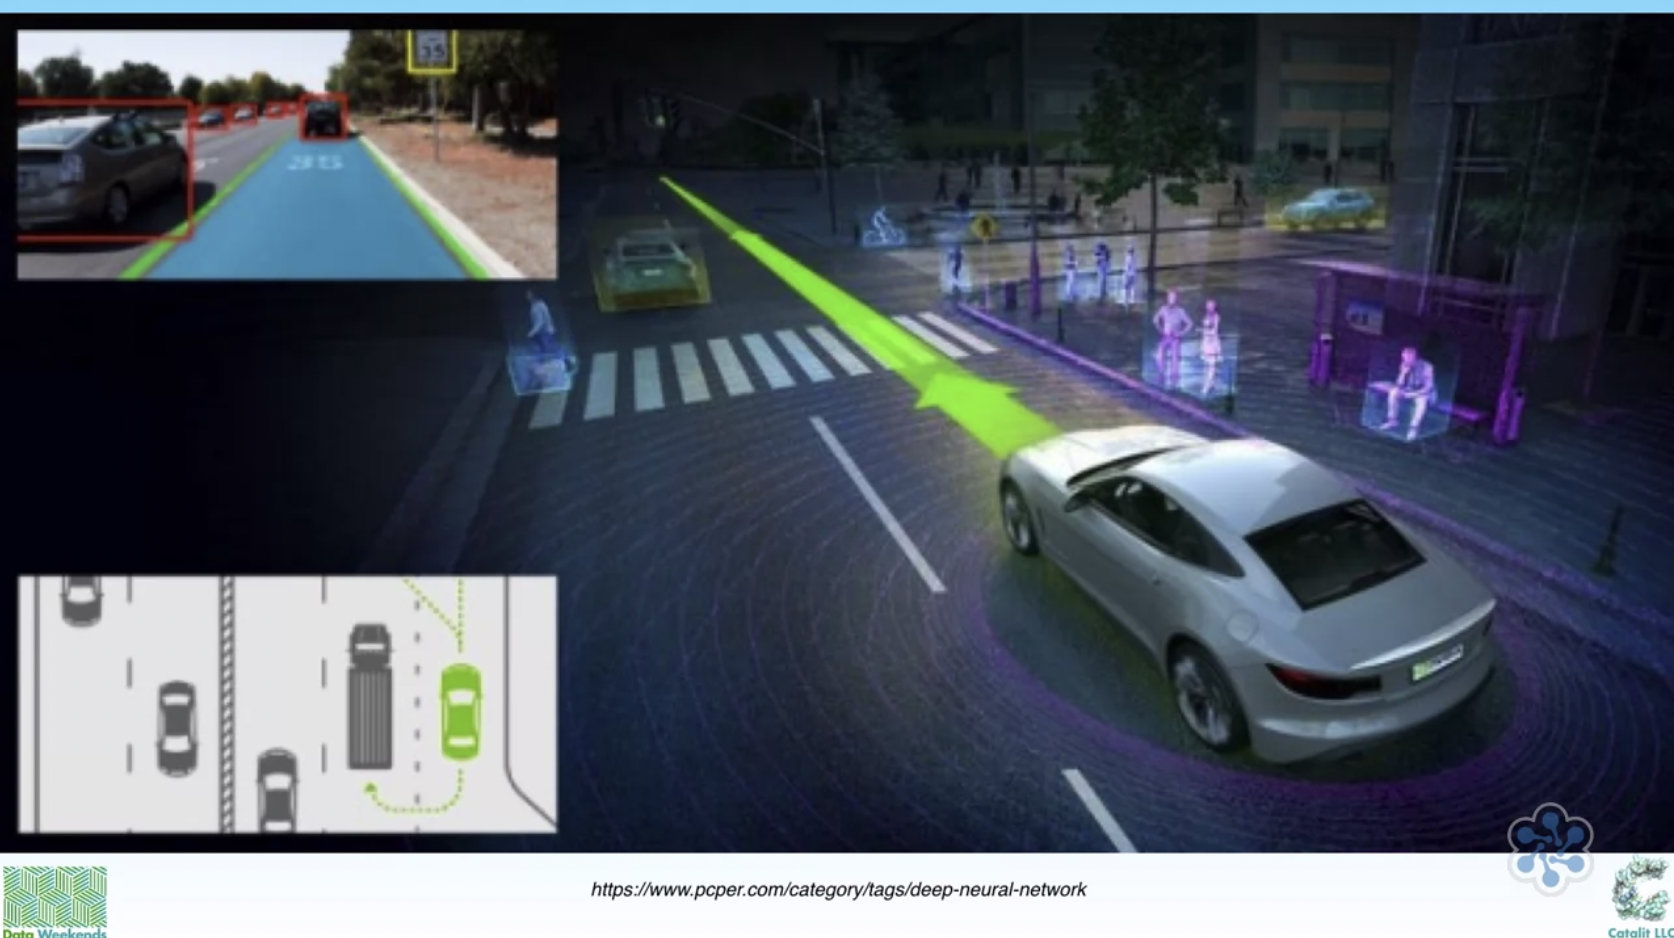 35
https://www.pcper.com/category/tags/deep-neural-network
Data Weekends
Catalit LLC